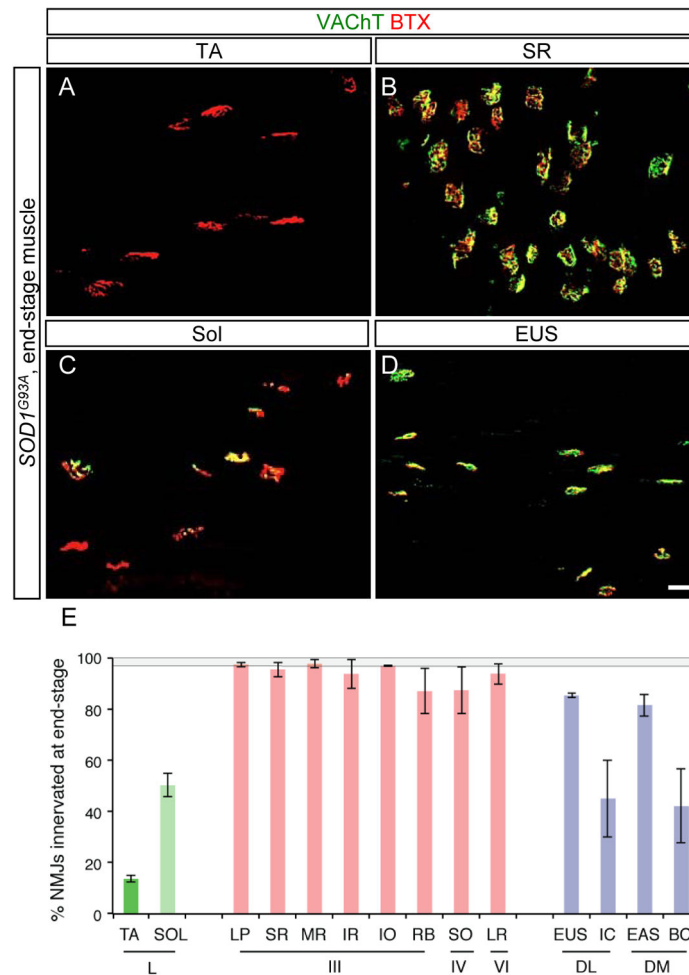 VAChT BTX
TA SR
A B
SOD1G93A, end-stage muscle
Sol EUS
C D
E
% NMJs innervated at end-stage
100
80
60
40
20
0
TA SOL LP SR MR IR IO RB SO LR EUS IC EAS BC
L III IV VI DL DM